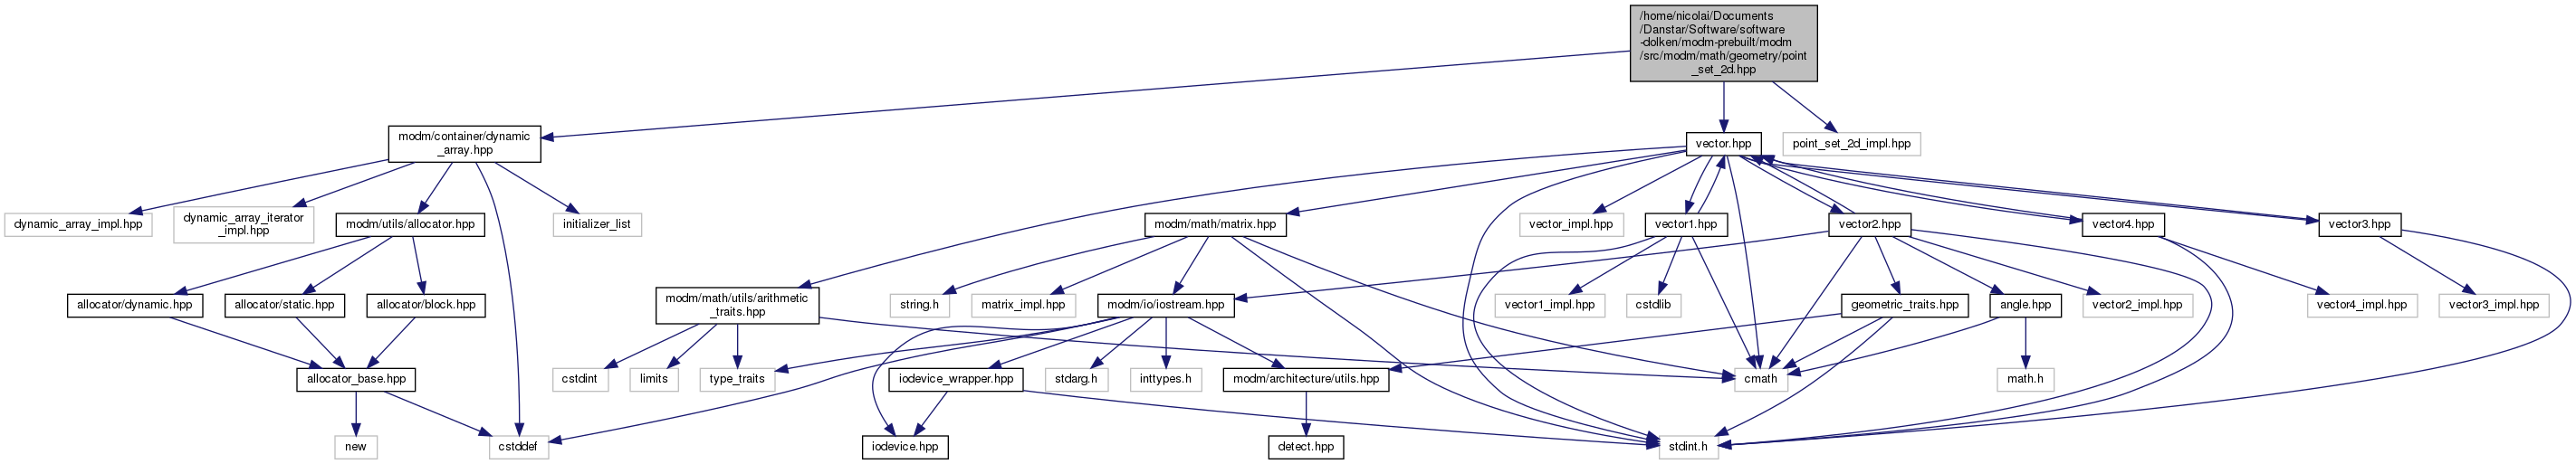 /home/nicolai/Documents
/Danstar/Software/software
-dolken/modm-prebuilt/modm
/src/modm/math/geometry/point
_set_2d.hpp
modm/container/dynamic
_array.hpp
vector.hpp
point_set_2d_impl.hpp
dynamic_array_impl.hpp
dynamic_array_iterator
_impl.hpp
modm/utils/allocator.hpp
initializer_list
modm/math/matrix.hpp
vector_impl.hpp
vector1.hpp
vector2.hpp
vector4.hpp
vector3.hpp
allocator/dynamic.hpp
allocator/static.hpp
allocator/block.hpp
modm/math/utils/arithmetic
_traits.hpp
string.h
matrix_impl.hpp
modm/io/iostream.hpp
vector1_impl.hpp
cstdlib
geometric_traits.hpp
angle.hpp
vector2_impl.hpp
vector4_impl.hpp
vector3_impl.hpp
allocator_base.hpp
cstdint
limits
type_traits
iodevice_wrapper.hpp
stdarg.h
inttypes.h
modm/architecture/utils.hpp
cmath
math.h
new
cstddef
iodevice.hpp
detect.hpp
stdint.h